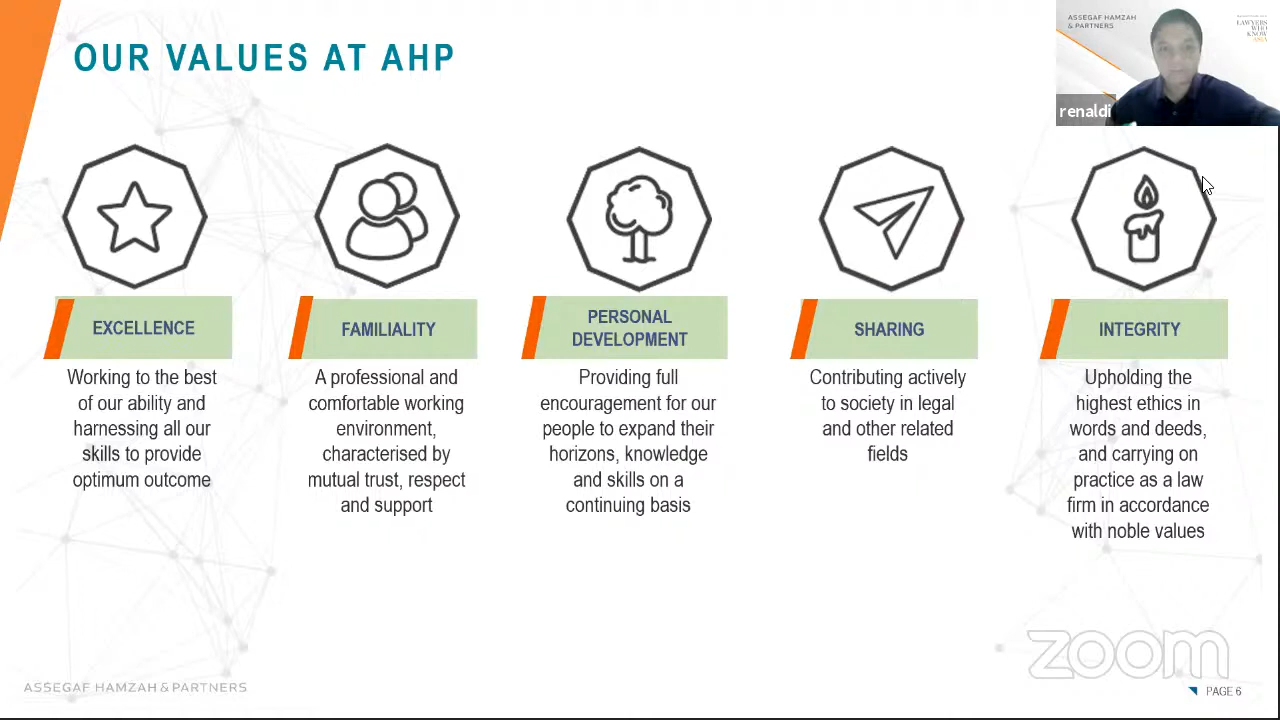 OUR VALUES AT AHP
ASSEGAF HAMZAH
& PARTNERS
LAWYERS
WHO
KNOW
ASIA
renaldi
EXCELLENCE
Working to the best
of our ability and
harnessing all our
skills to provide
optimum outcome
FAMILIALITY
A professional and
comfortable working
environment,
characterised by
mutual trust, respect
and support
PERSONAL
DEVELOPMENT
Providing full
encouragement for our
people to expand their
horizons, knowledge
and skills on a
continuing basis
SHARING
Contributing actively
to society in legal
and other related
fields
INTEGRITY
Upholding the
highest ethics in
words and deeds,
and carrying on
practice as a law
firm in accordance
with noble values
zoom
ASSEGAF HAMZAH & PARTNERS
PAGE 6